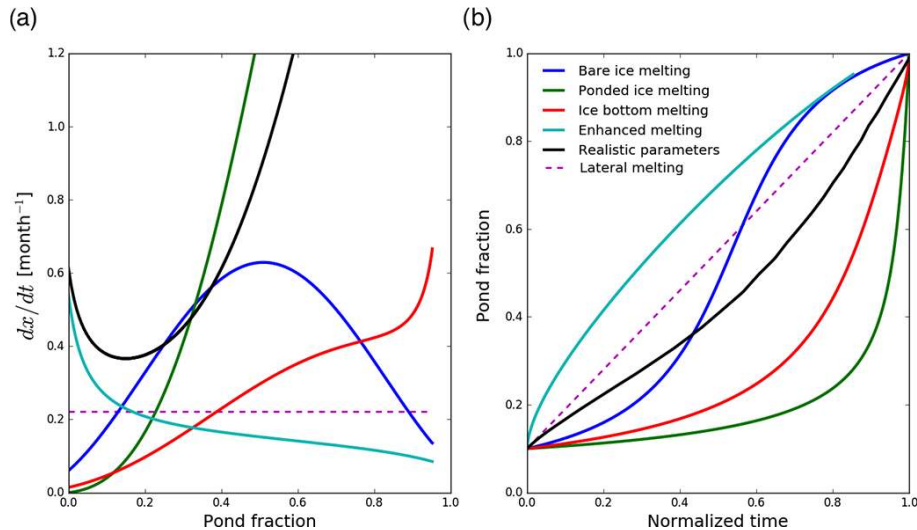 (a)
1.2
1.0
0.8
0.6
0.4
0.2
0.0
dx/dt [month⁻¹]
0.0 0.2 0.4 0.6 0.8 1.0
Pond fraction
(b)
1.0
0.8
0.6
0.4
0.2
0.0
Pond fraction
Bare ice melting
Ponded ice melting
Ice bottom melting
Enhanced melting
Realistic parameters
Lateral melting
0.0 0.2 0.4 0.6 0.8 1.0
Normalized time